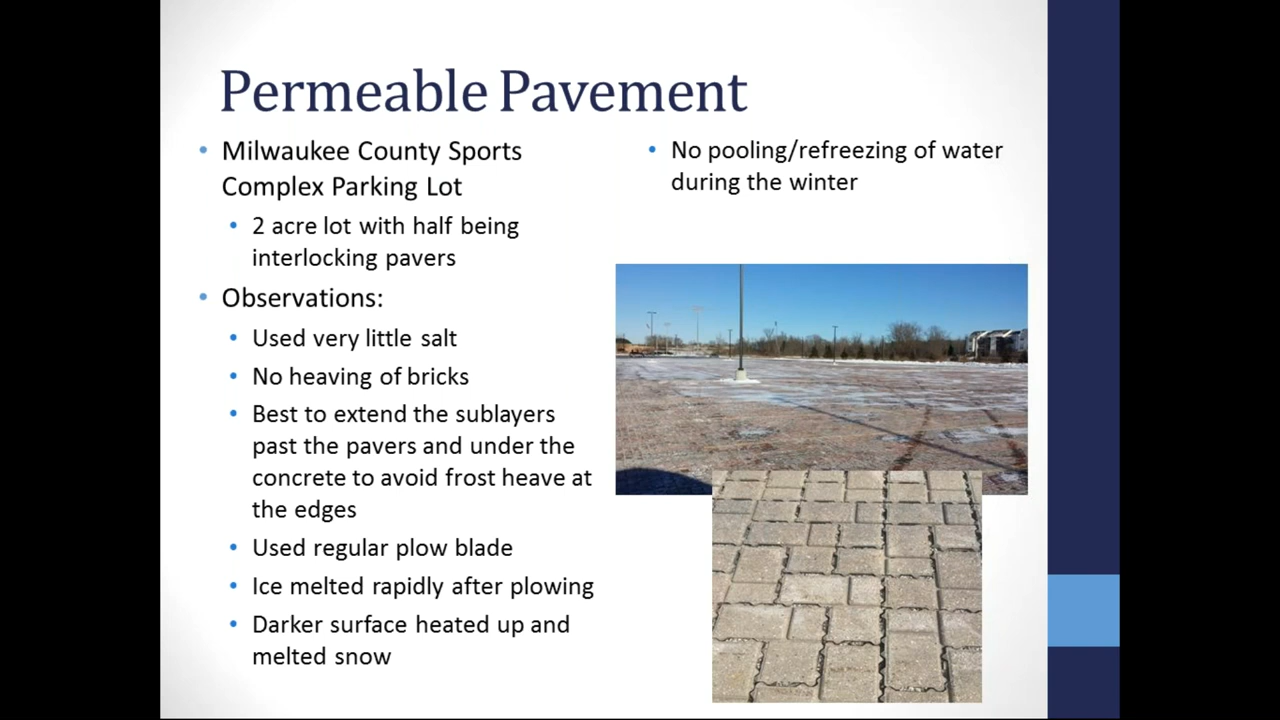 Permeable Pavement
Milwaukee County Sports
Complex Parking Lot
2 acre lot with half being
interlocking pavers
Observations:
Used very little salt
No heaving of bricks
Best to extend the sublayers
past the pavers and under the
concrete to avoid frost heave at
the edges
Used regular plow blade
Ice melted rapidly after plowing
Darker surface heated up and
melted snow
No pooling/refreezing of water
during the winter